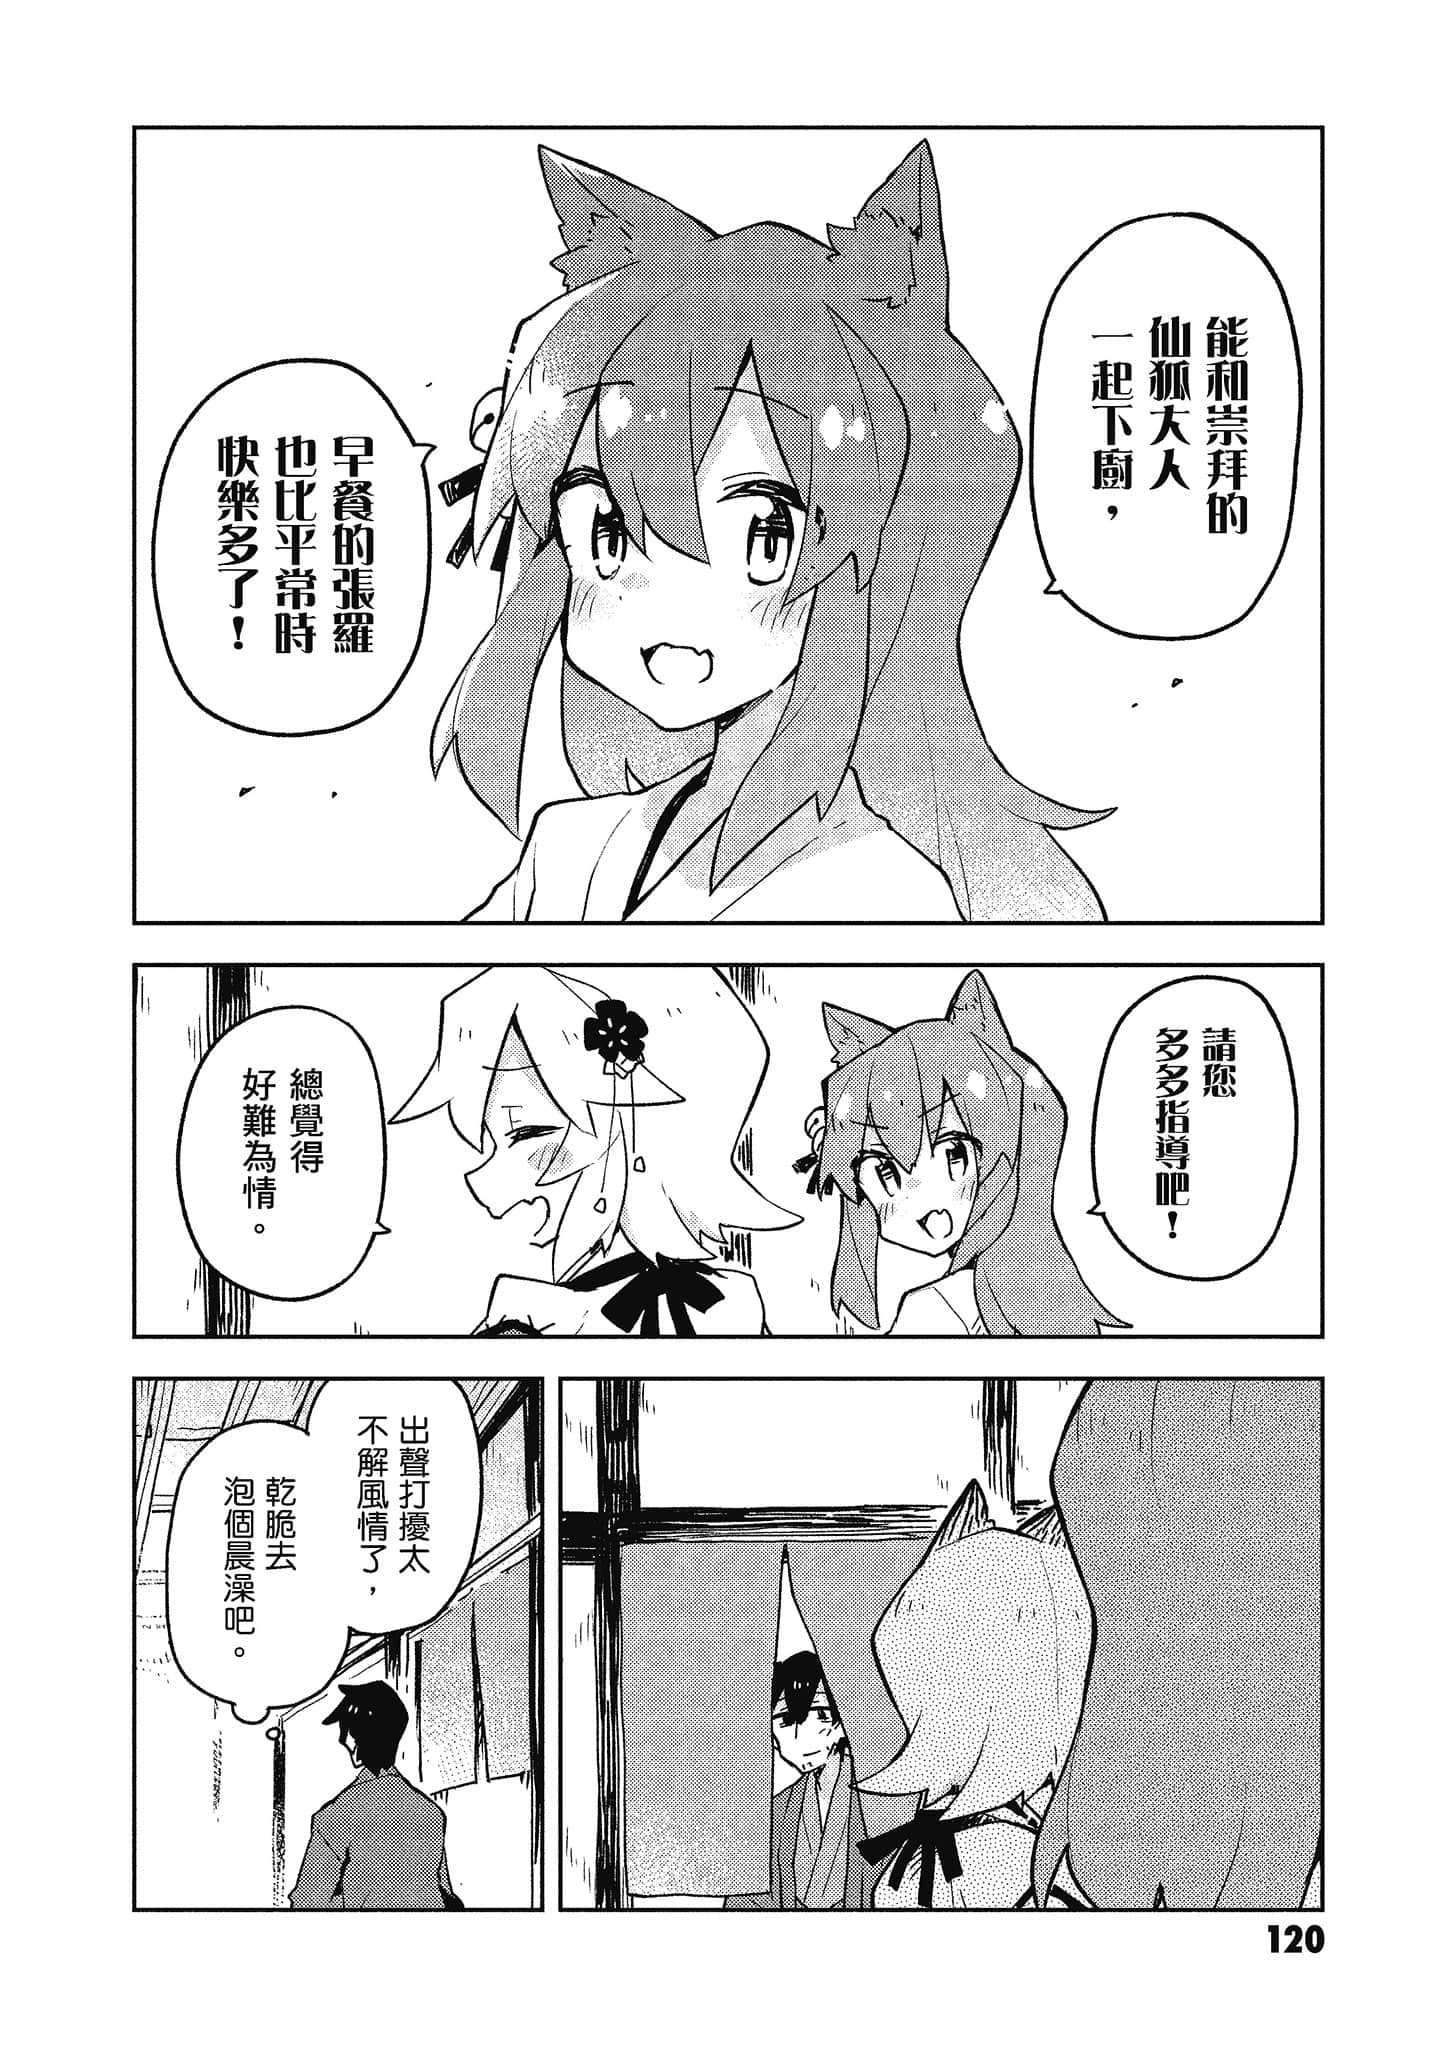 能和崇拜的
仙狐大人
一起下廚，
早餐的張羅
也比平常時
快樂多了！
請您
多多指導吧！
總覺得
好難為情。
出聲打擾太
不解風情了，
乾脆去
泡個晨澡吧。
120